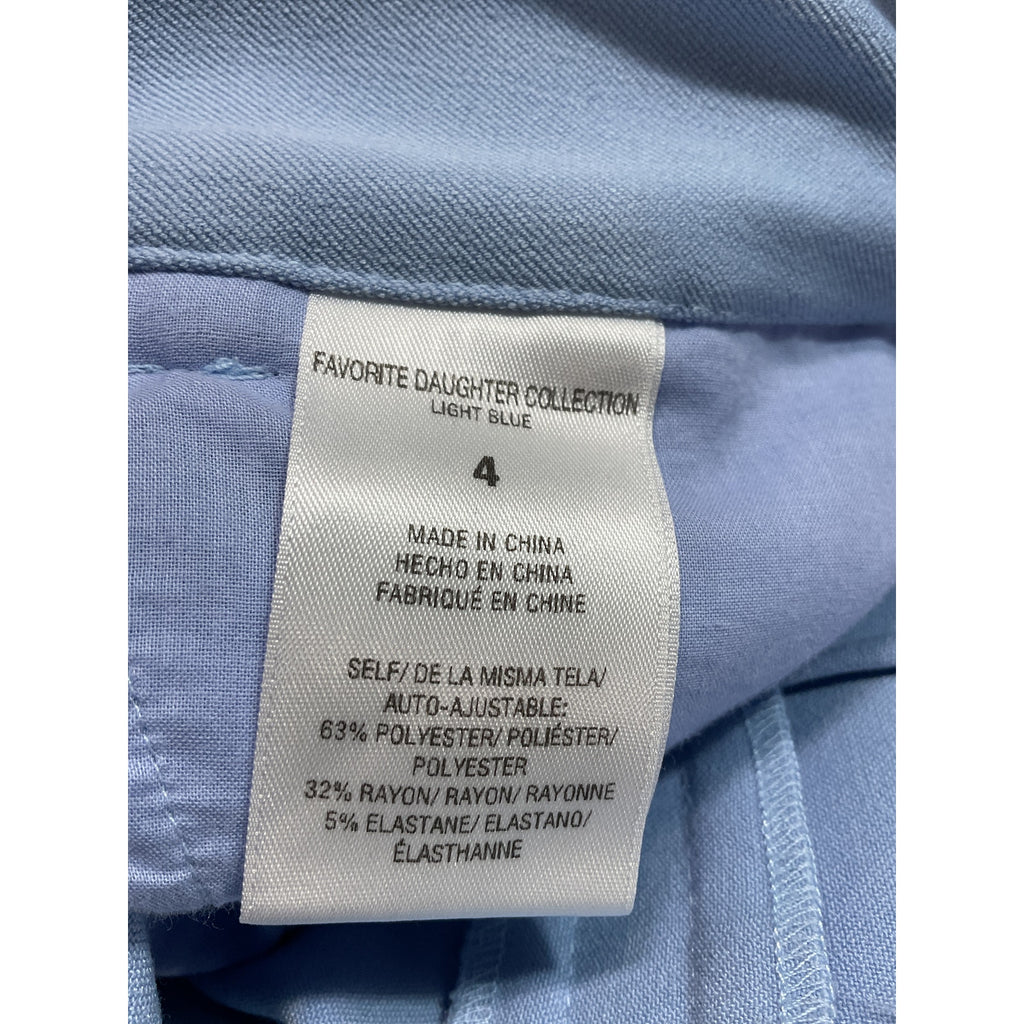 FAVORITE DAUGHTER COLLECTION
LIGHT BLUE
4
MADE IN CHINA
HECHO EN CHINA
FABRIQUÉ EN CHINE
SELF/ DE LA MISMA TELA/
AUTO-AJUSTABLE:
63% POLYESTER/ POLIÉSTER/
POLYESTER
32% RAYON/ RAYON/ RAYONNE
5% ELASTANE/ ELASTANO/
ÉLASTHANNE